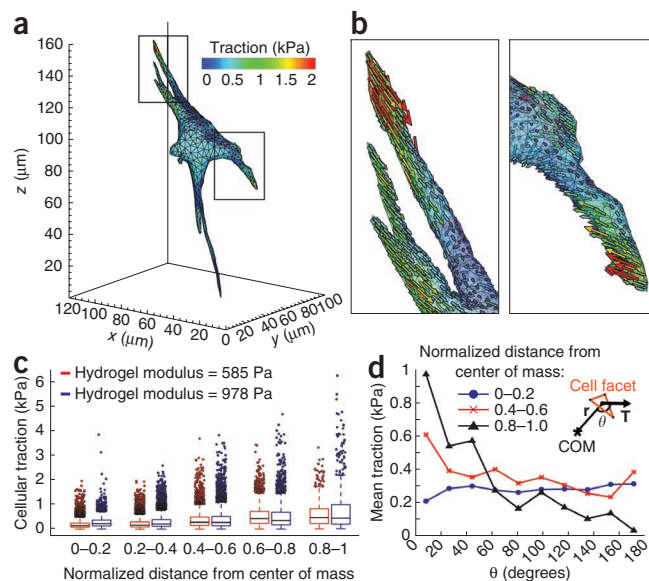 a
Traction (kPa)
0 0.5 1 1.5 2
160
140
120
100
80
60
40
20
z (µm)
120
100
80
60
40
20
0
x (µm)
0
20
40
60
80
100
y (µm)
b
c
Hydrogel modulus = 585 Pa
Hydrogel modulus = 978 Pa
Cellular traction (kPa)
6
5
4
3
2
1
0
0–0.2 0.2–0.4 0.4–0.6 0.6–0.8 0.8–1
Normalized distance from center of mass
d
Normalized distance from
center of mass:
0–0.2
0.4–0.6
0.8–1.0
Cell facet
r
θ
T
COM
Mean traction (kPa)
1
0.8
0.6
0.4
0.2
0
0 20 40 60 80 100 120 140 160 180
θ (degrees)